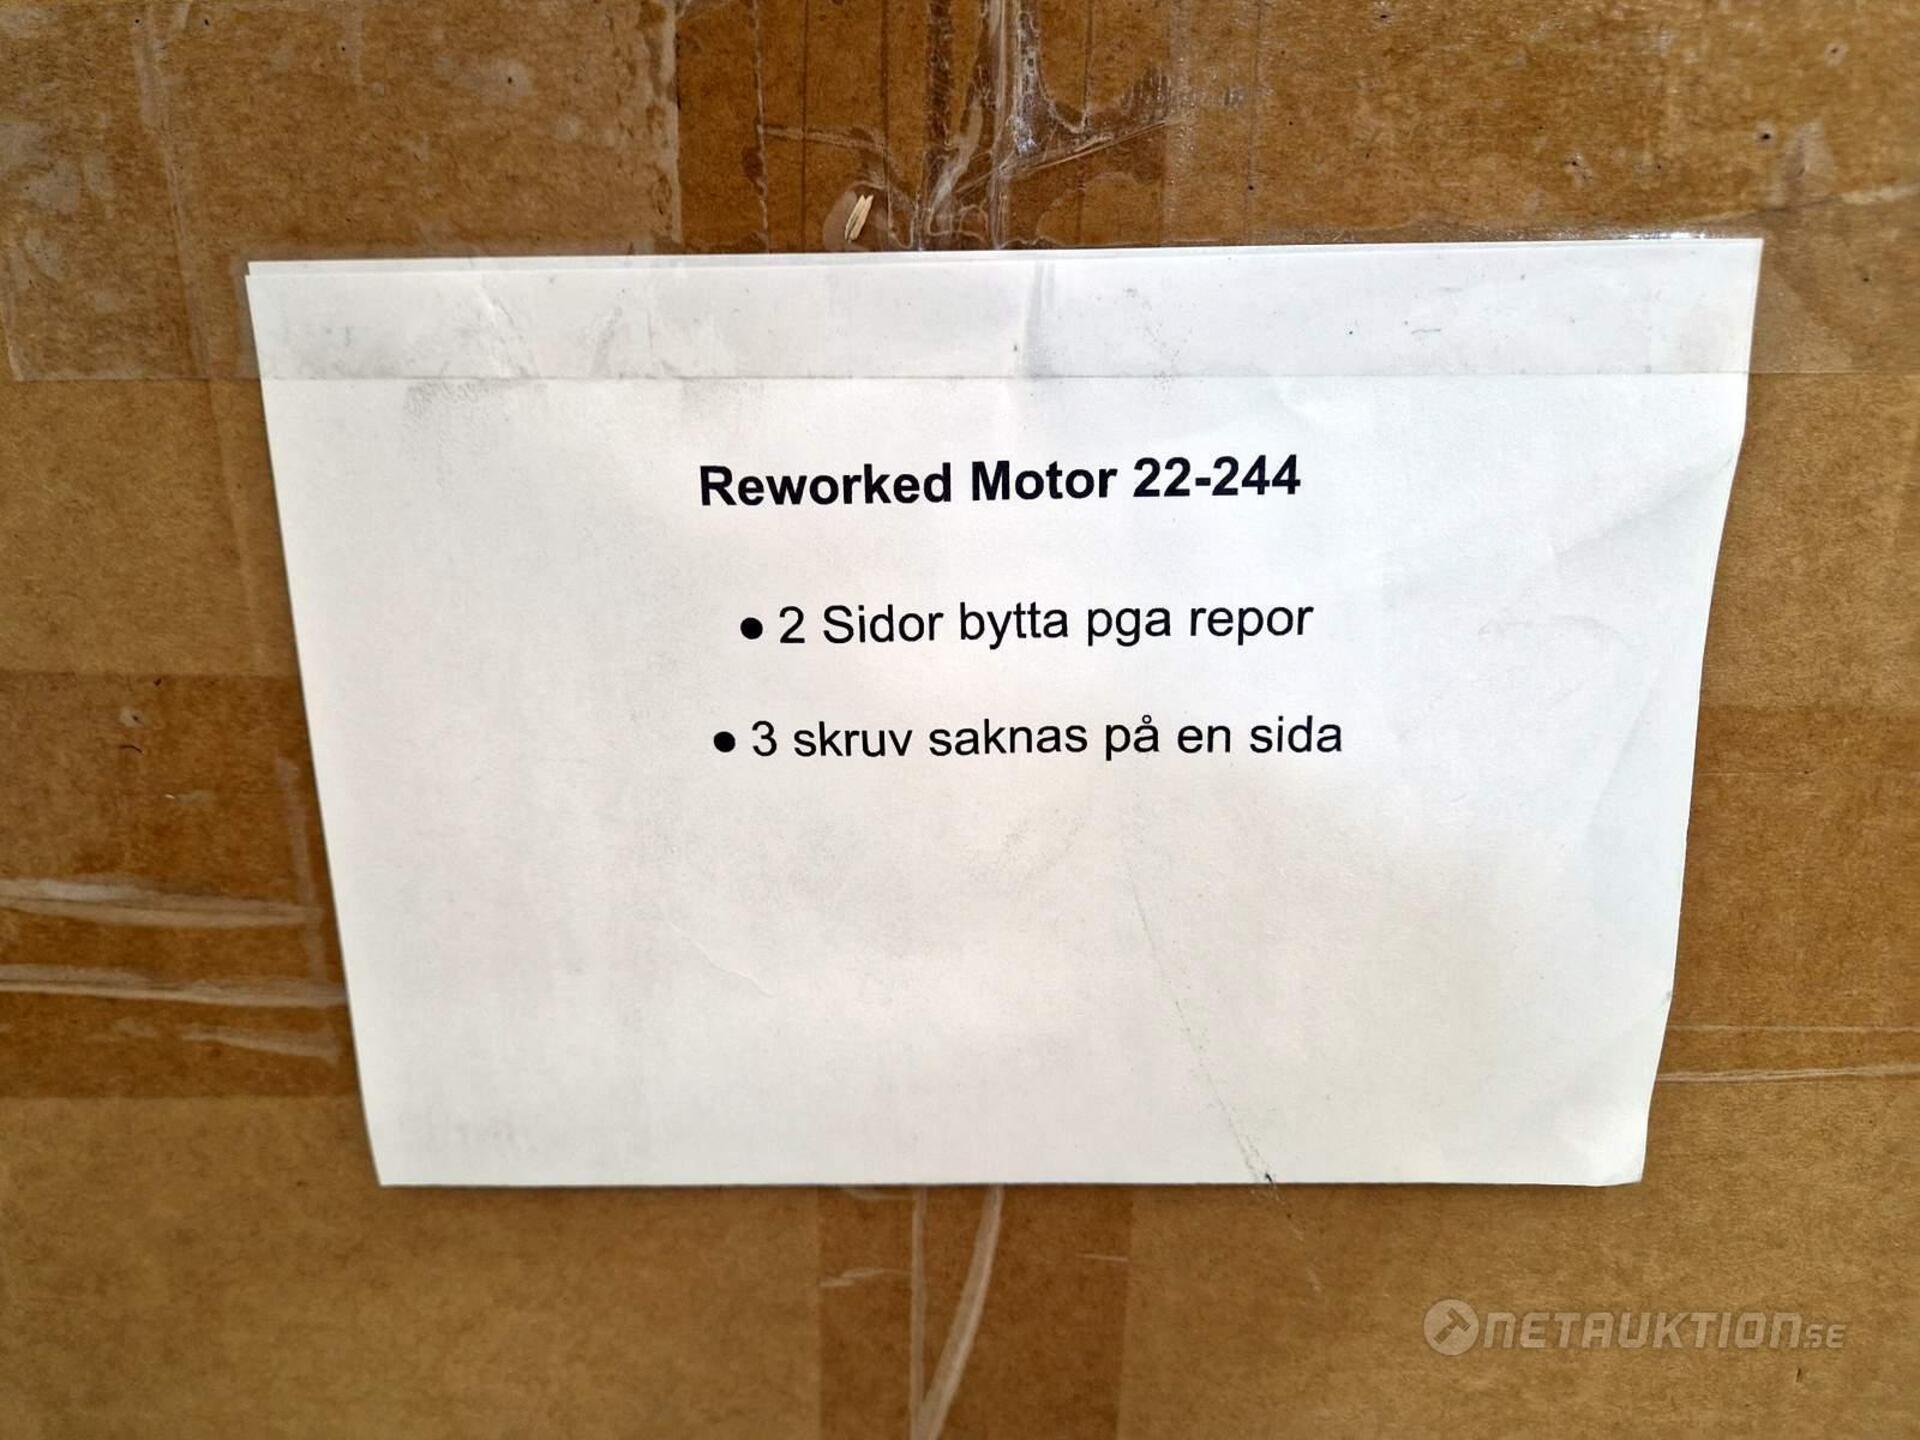 Reworked Motor 22-244
● 2 Sidor bytta pga repor
● 3 skruv saknas på en sida
NETAUKTION.SE